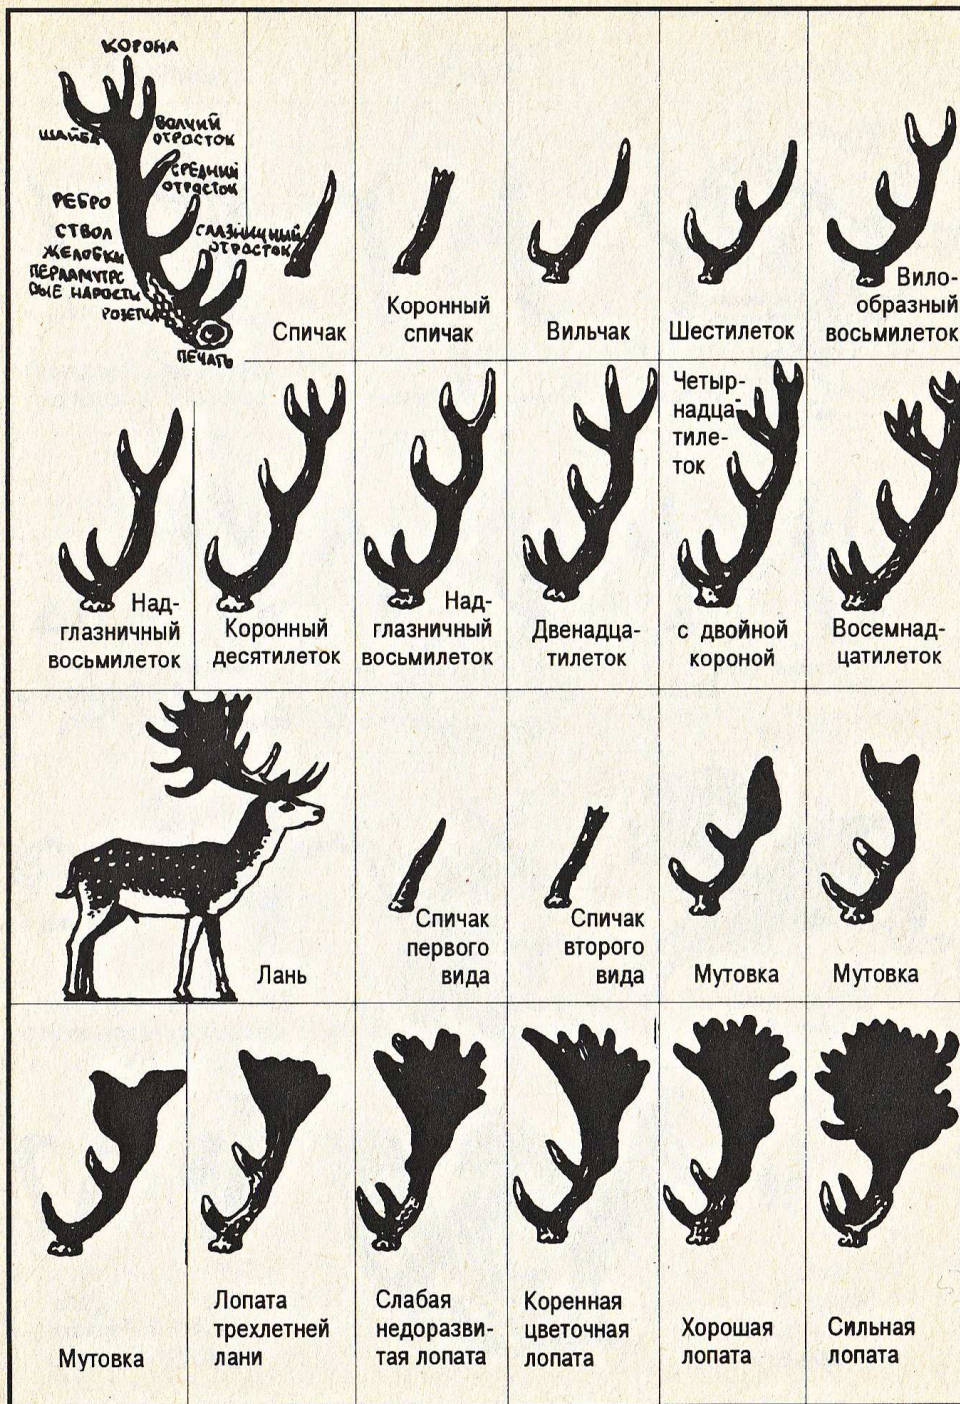 КОРОНА
ШАЙБА
ВОЛЧИЙ
ОТРОСТОК
СРЕДНИЙ
ОТРОСТОК
РЕБРО
СТВОЛ
ЖЕЛОБКИ
ГЛАЗНИЧНЫЙ
ОТРОСТОК
ПЕРЛАМУТРО
ВЫЕ НАРОСТЫ
РОЗЕТКА
ПЕЧАТЬ
Спичак
Коронный
спичак
Вильчак
Шестилеток
Вило-
образный
восьмилеток
Над-
глазничный
восьмилеток
Коронный
десятилеток
Над-
глазничный
восьмилеток
Двенадца-
тилеток
Четыр-
надца-
тиле-
ток
с двойной
короной
Восемнад-
цатилеток
Лань
Спичак
первого
вида
Спичак
второго
вида
Мутовка
Мутовка
Мутовка
Лопата
трехлетней
лани
Слабая
недоразви-
тая лопата
Коренная
цветочная
лопата
Хорошая
лопата
Сильная
лопата